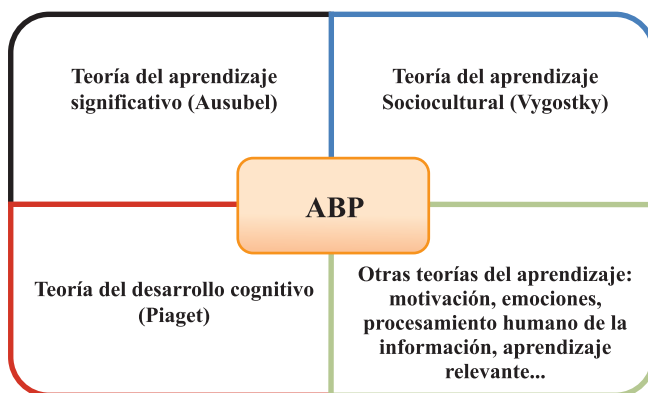 Teoría del aprendizaje
significativo (Ausubel)
Teoría del aprendizaje
Sociocultural (Vygostky)
ABP
Teoría del desarrollo cognitivo
(Piaget)
Otras teorías del aprendizaje:
motivación, emociones,
procesamiento humano de la
información, aprendizaje
relevante...